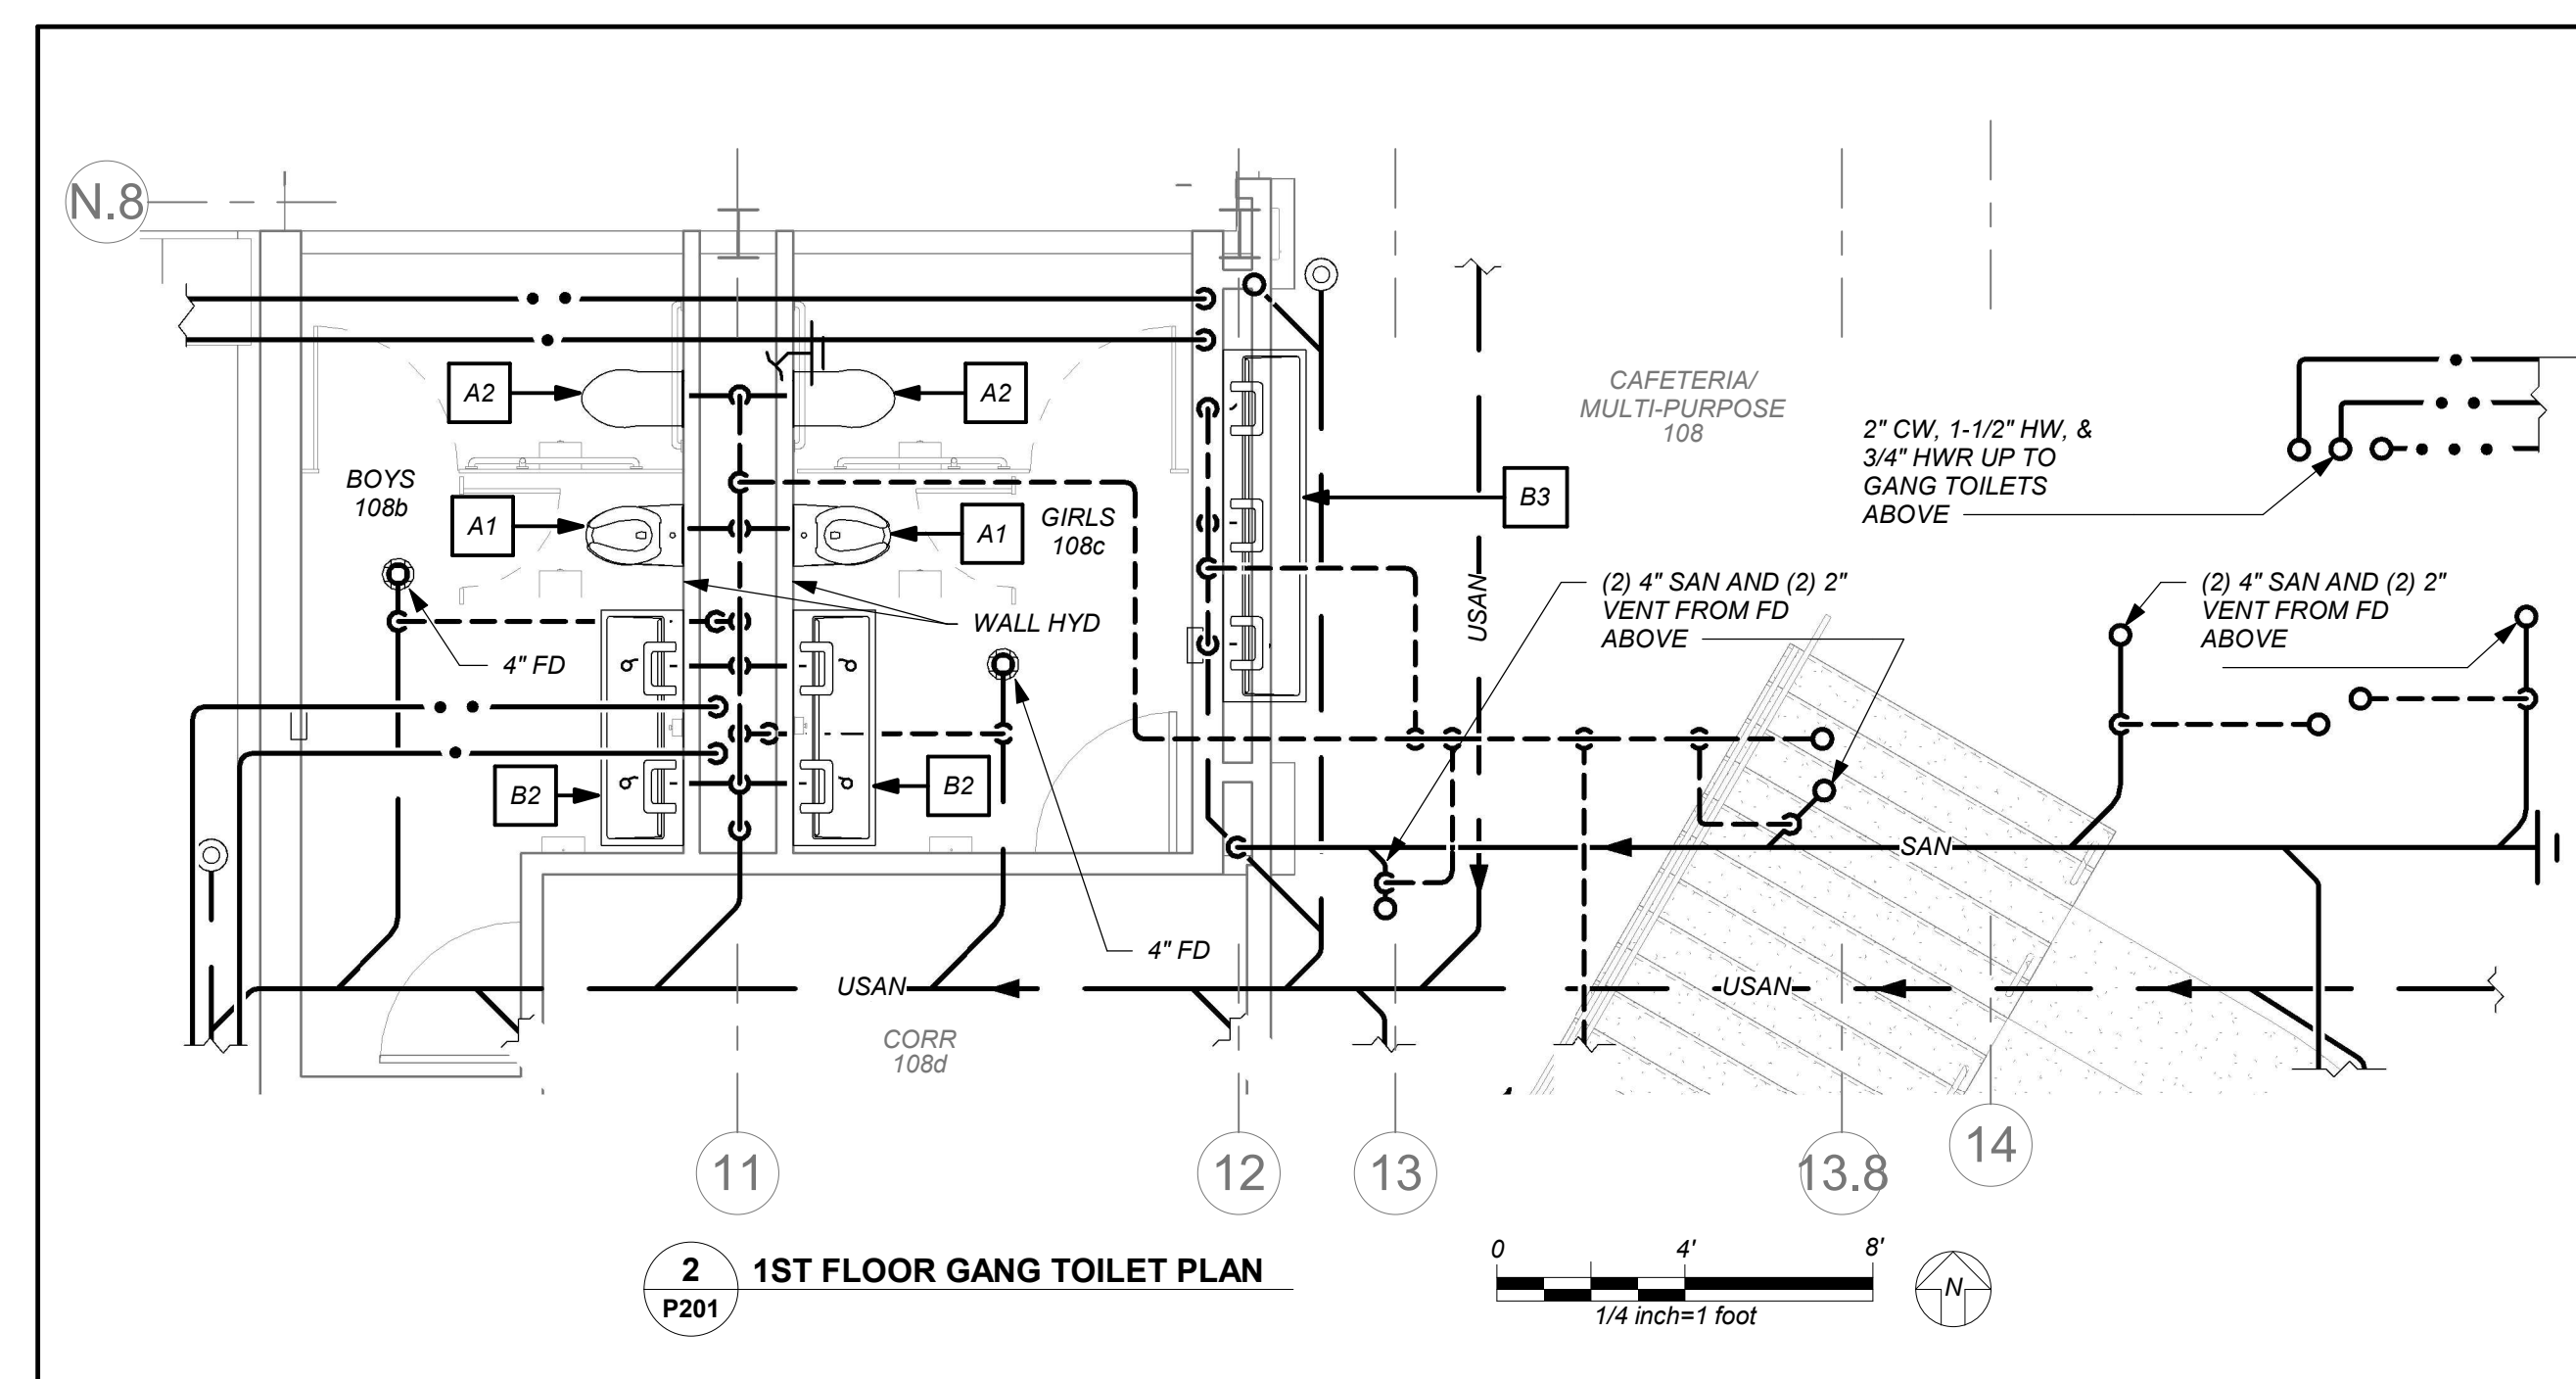 N.8
A2
A2
CAFETERIA/
MULTI-PURPOSE
108
2" CW, 1-1/2" HW, &
3/4" HWR UP TO
GANG TOILETS
ABOVE
BOYS
108b
A1
A1
GIRLS
108c
B3
WALL HYD
USAN
(2) 4" SAN AND (2) 2"
VENT FROM FD
ABOVE
(2) 4" SAN AND (2) 2"
VENT FROM FD
ABOVE
4" FD
B2
B2
SAN
4" FD
USAN
USAN
CORR
108d
11
12
13
13.8
14
2
P201
1ST FLOOR GANG TOILET PLAN
0 4' 8'
1/4 inch=1 foot
N